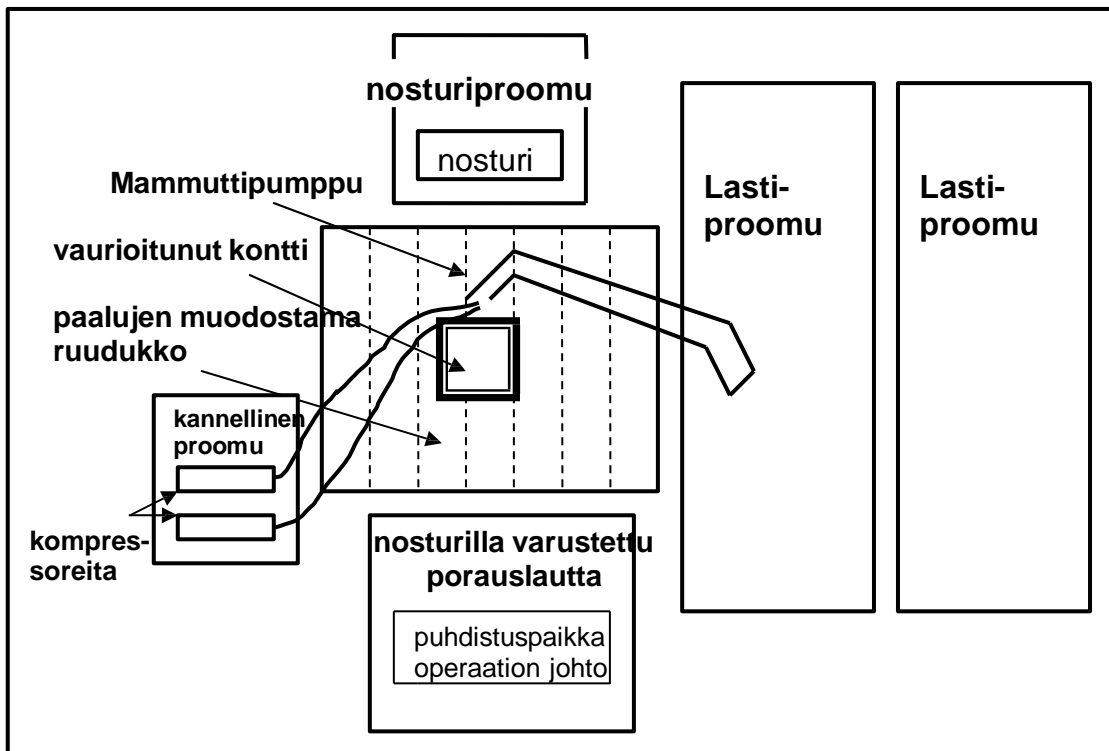 nosturiproomu
nosturi
Mammuttipumppu
vaurioitunut kontti
paalujen muodostama
ruudukko
Lasti-
proomu
Lasti-
proomu
kannellinen
proomu
kompres-
soreita
nosturilla varustettu
porauslautta
puhdistuspaikka
operaation johto